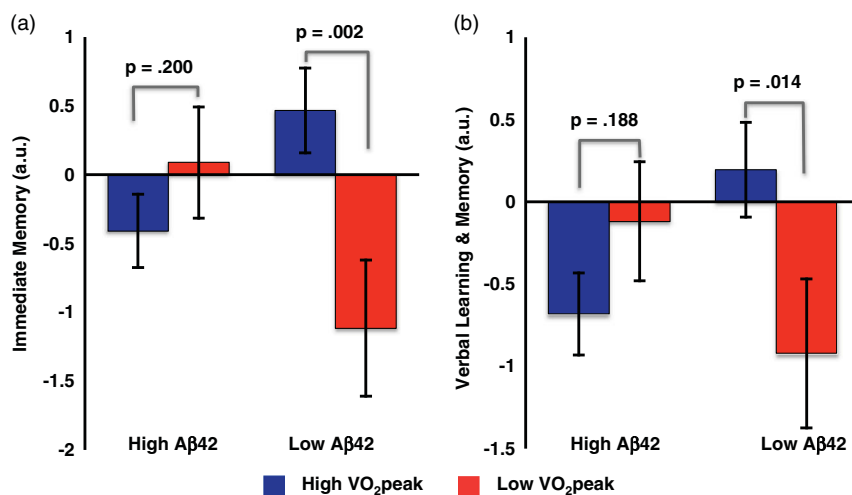 (a)
Immediate Memory (a.u.)
1
0.5
0
-0.5
-1
-1.5
-2
p = .200
p = .002
High Aβ42
Low Aβ42
(b)
Verbal Learning & Memory (a.u.)
1
0.5
0
-0.5
-1
-1.5
p = .188
p = .014
High Aβ42
Low Aβ42
High VO₂peak
Low VO₂peak